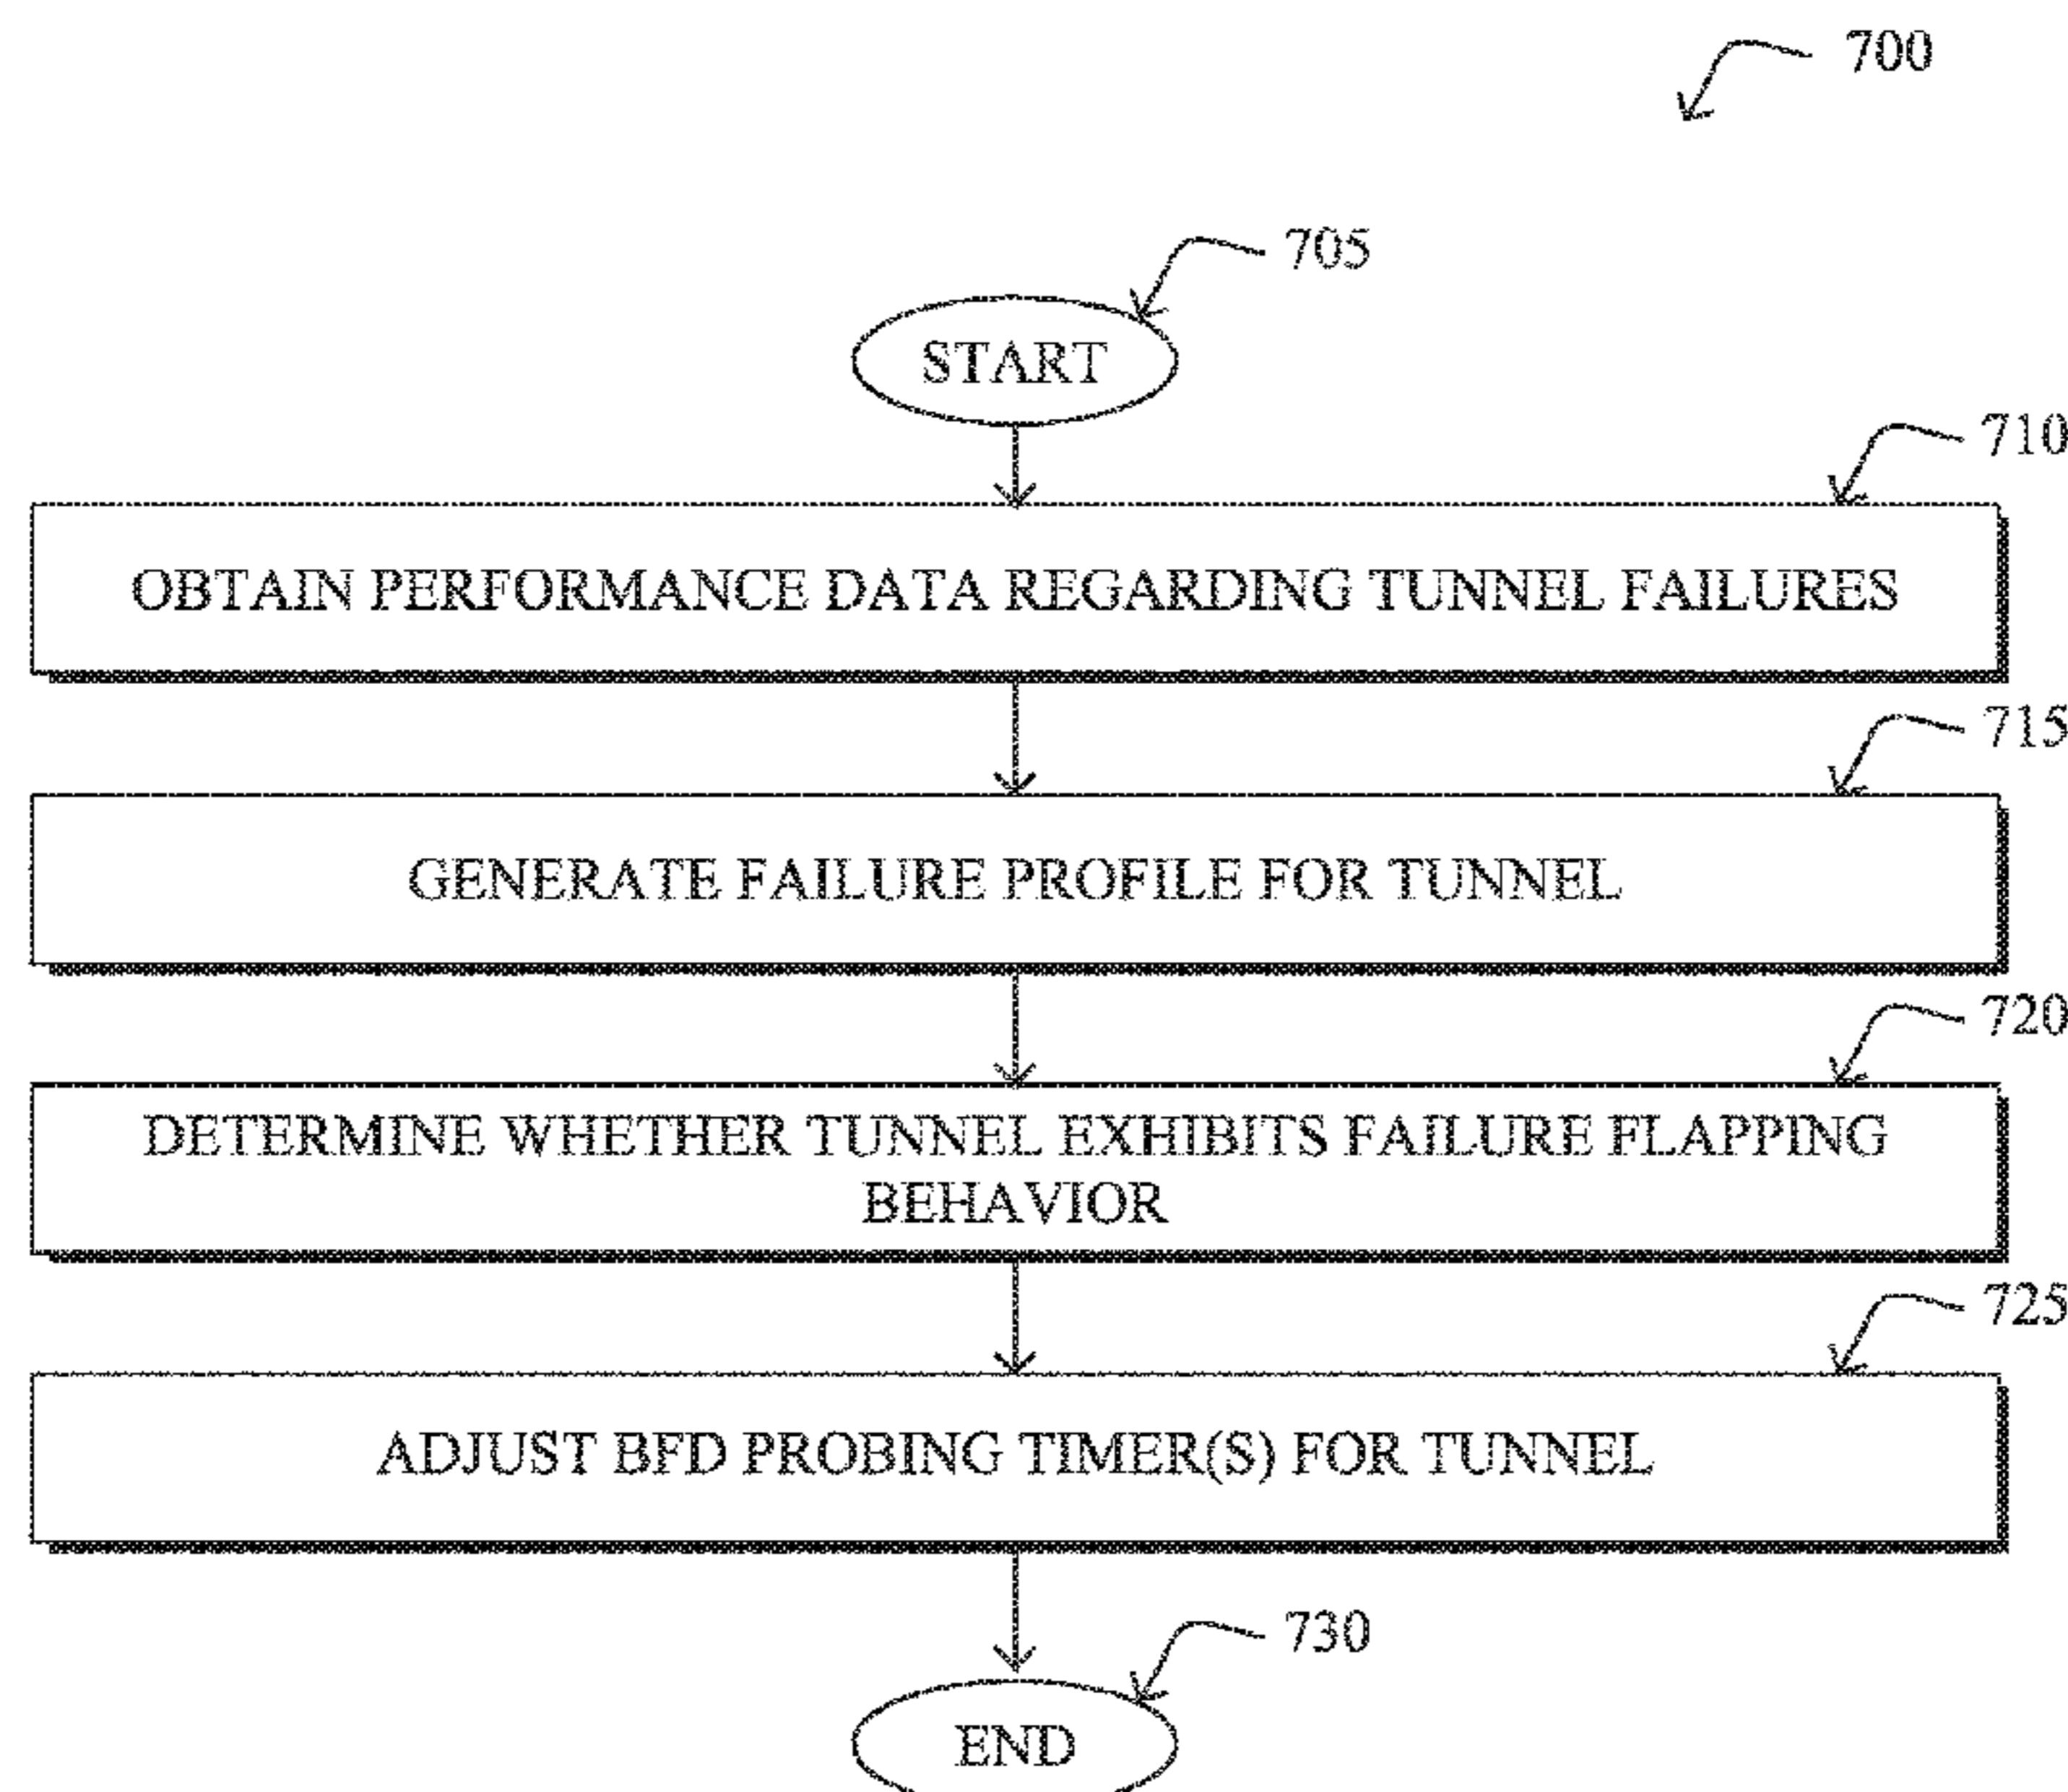 700
705
START
710
OBTAIN PERFORMANCE DATA REGARDING TUNNEL FAILURES
715
GENERATE FAILURE PROFILE FOR TUNNEL
720
DETERMINE WHETHER TUNNEL EXHIBITS FAILURE FLAPPING
BEHAVIOR
725
ADJUST BFD PROBING TIMER(S) FOR TUNNEL
730
END